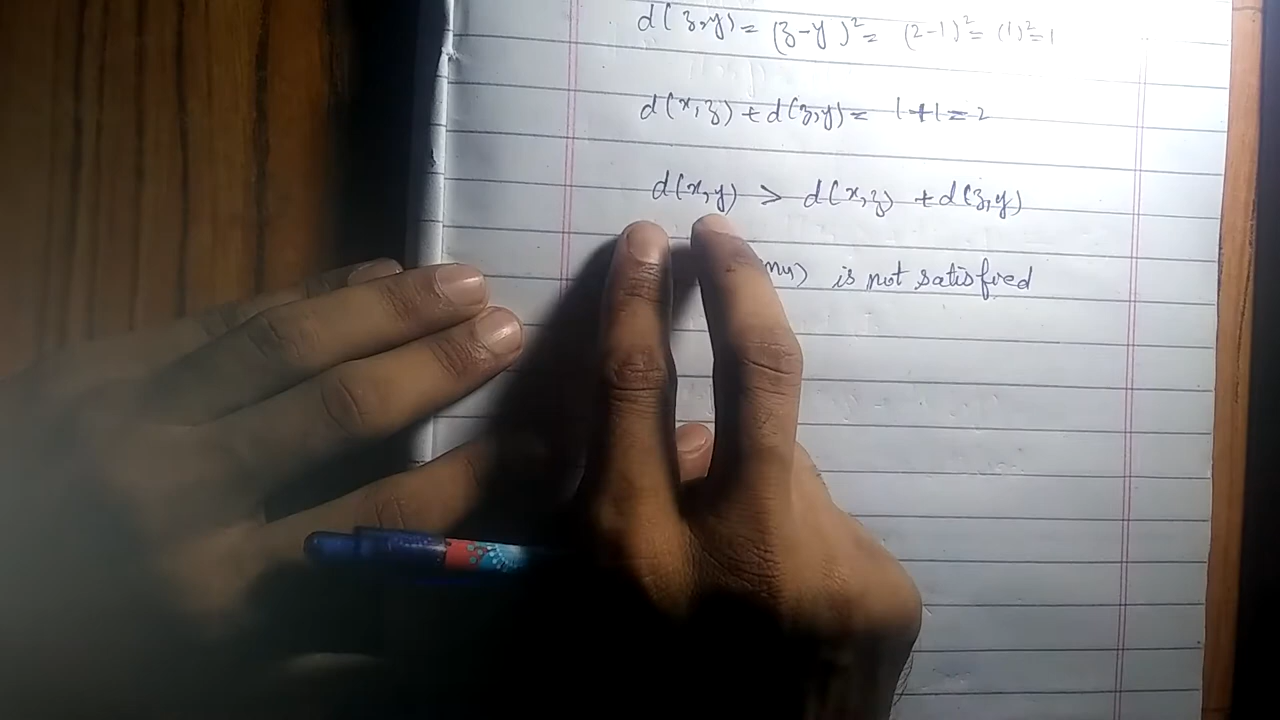 d(z,y) = (z-y)² = (2-1)² = (1)² = 1
d(x,z) + d(z,y) = 1+1 = 2
d(x,y) > d(x,z) + d(z,y)
is not satisfied